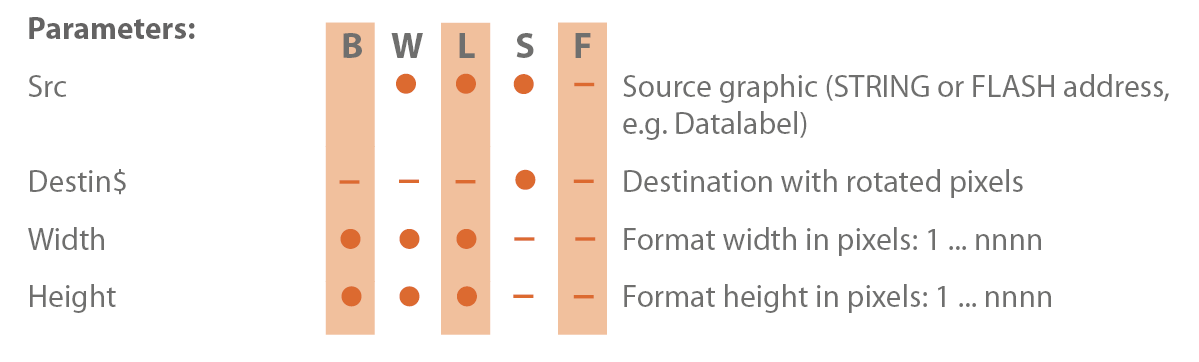 Parameters:
B W L S F
Src ● ● ● – Source graphic (STRING or FLASH address,
e.g. Datalabel)
Destin$ – – – ● – Destination with rotated pixels
Width ● ● ● – – Format width in pixels: 1 ... nnnn
Height ● ● ● – – Format height in pixels: 1 ... nnnn